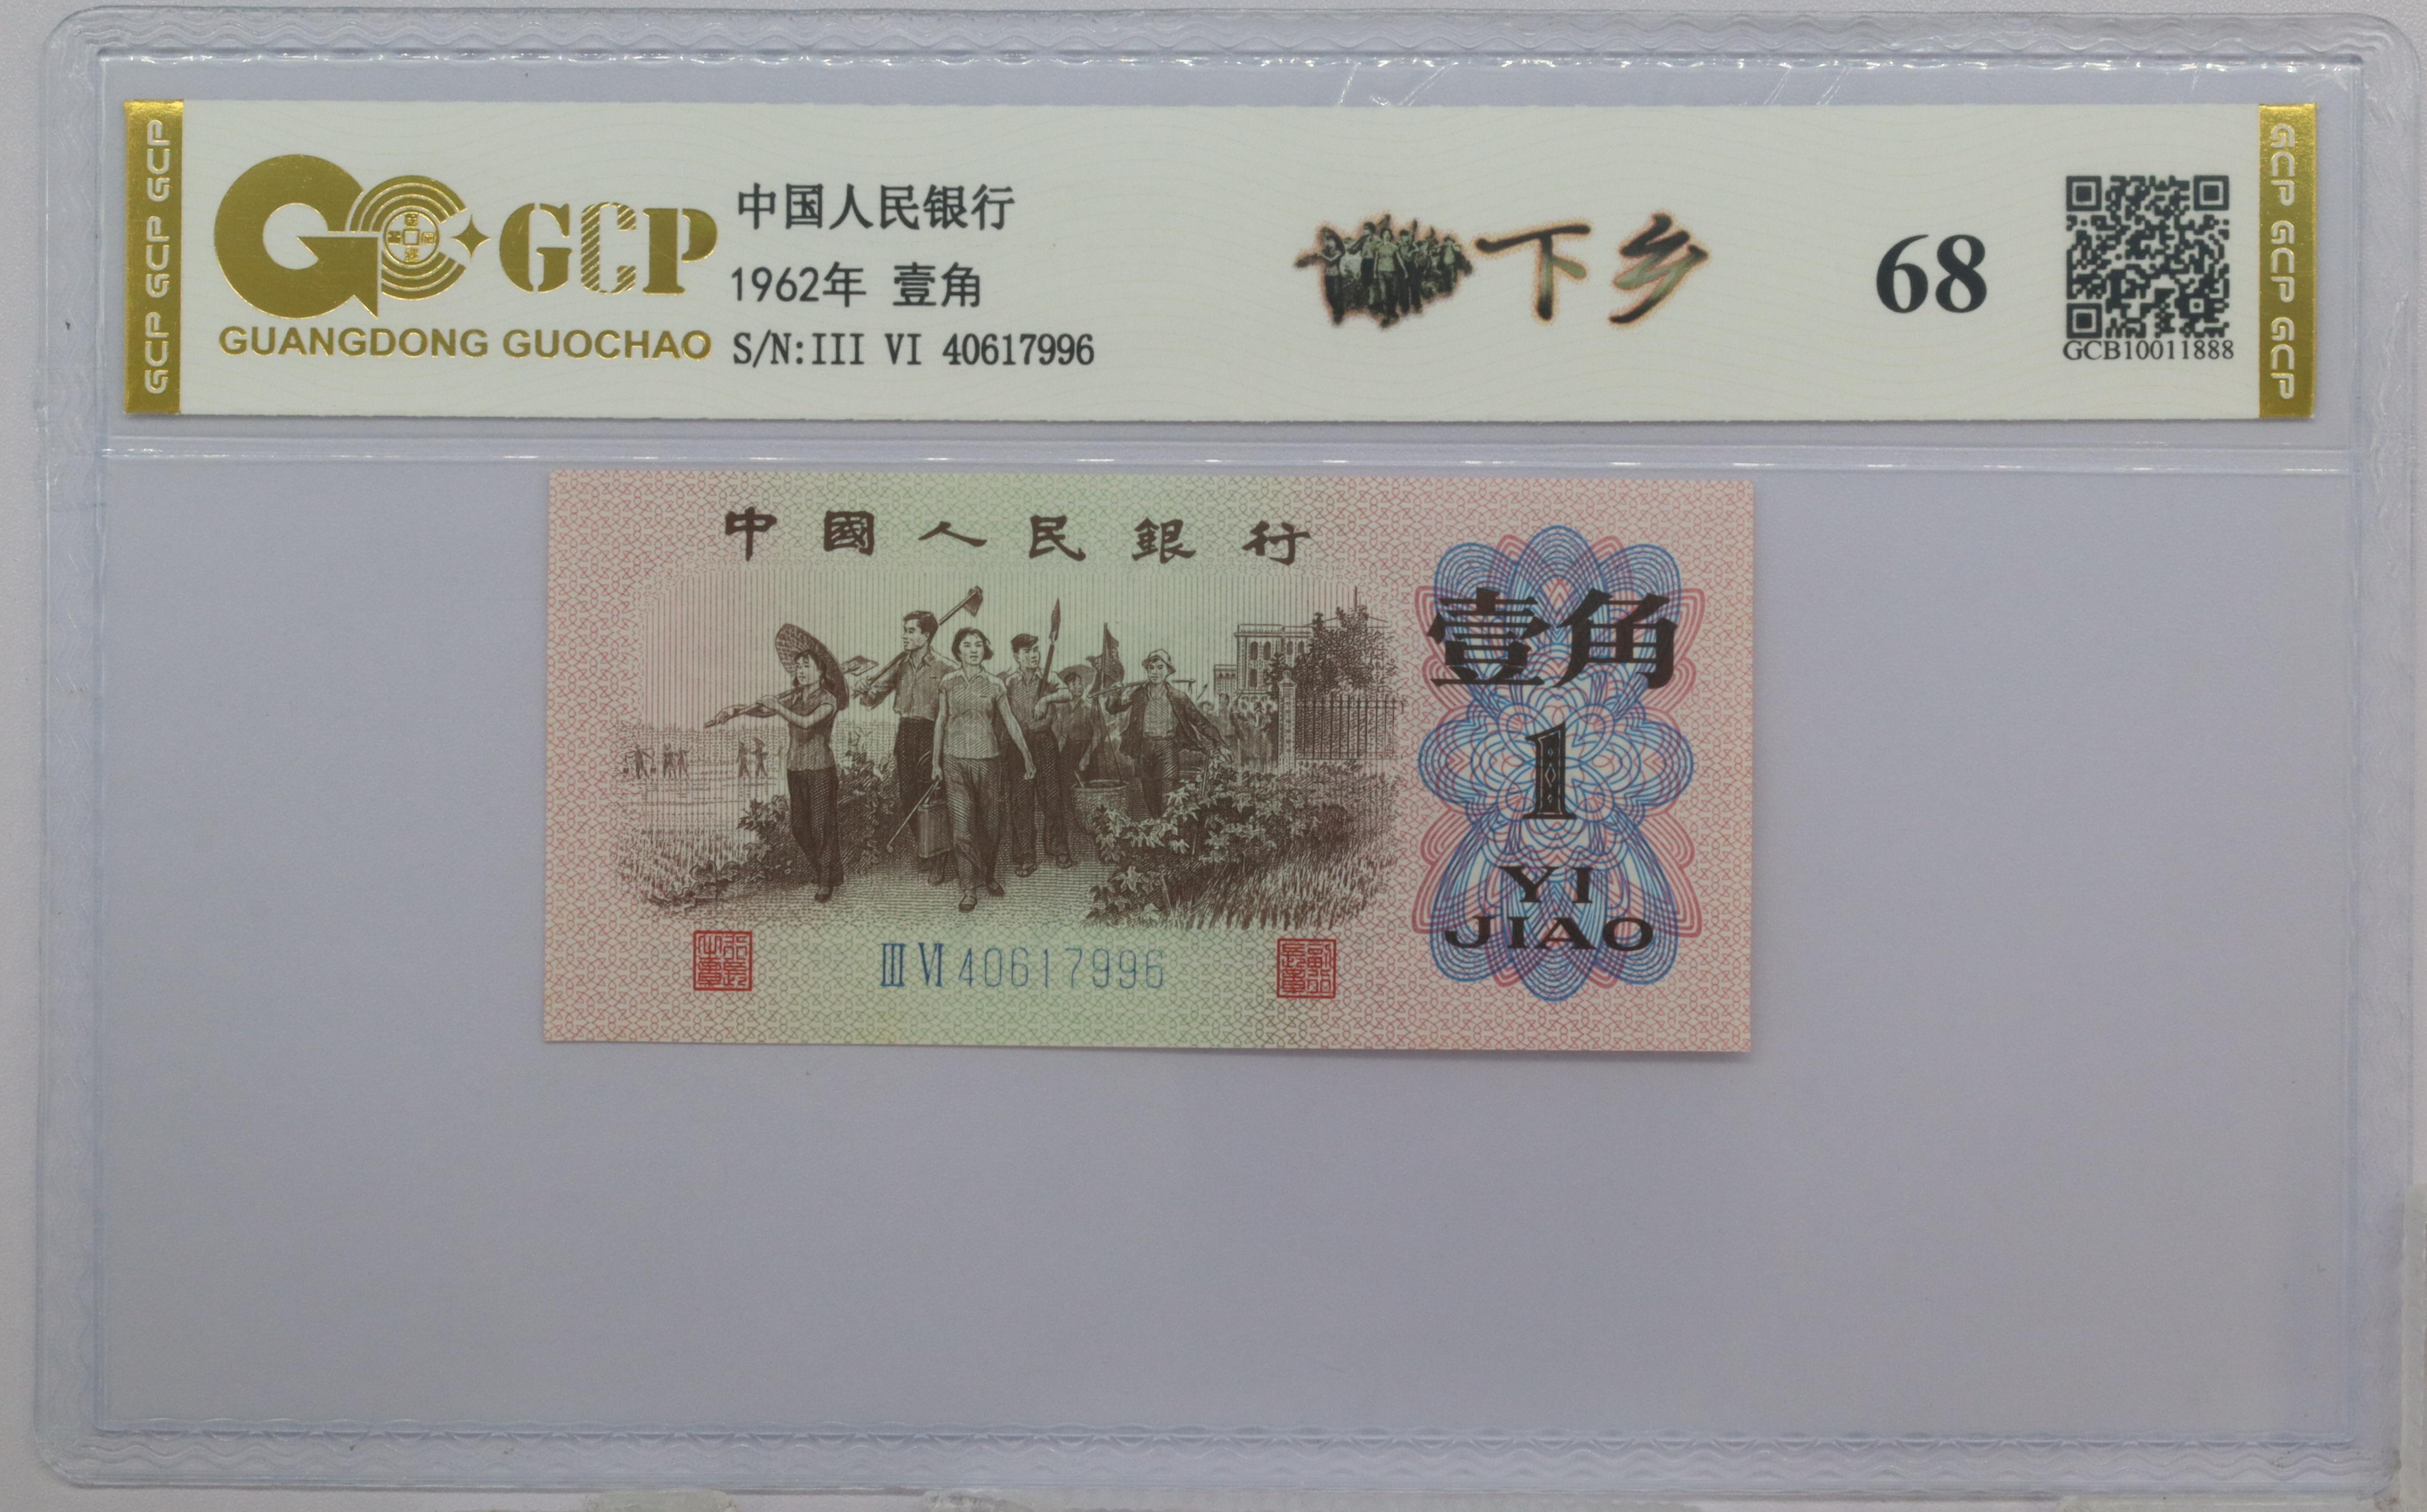 GCP GCP GCP
GCP
GUANGDONG GUOCHAO
中国人民银行
1962年 壹角
S/N:III VI 40617996
下乡
68
GCB10011888
GCP GCP GCP
中國人民銀行
壹角
1
YI
JIAO
III VI 40617996